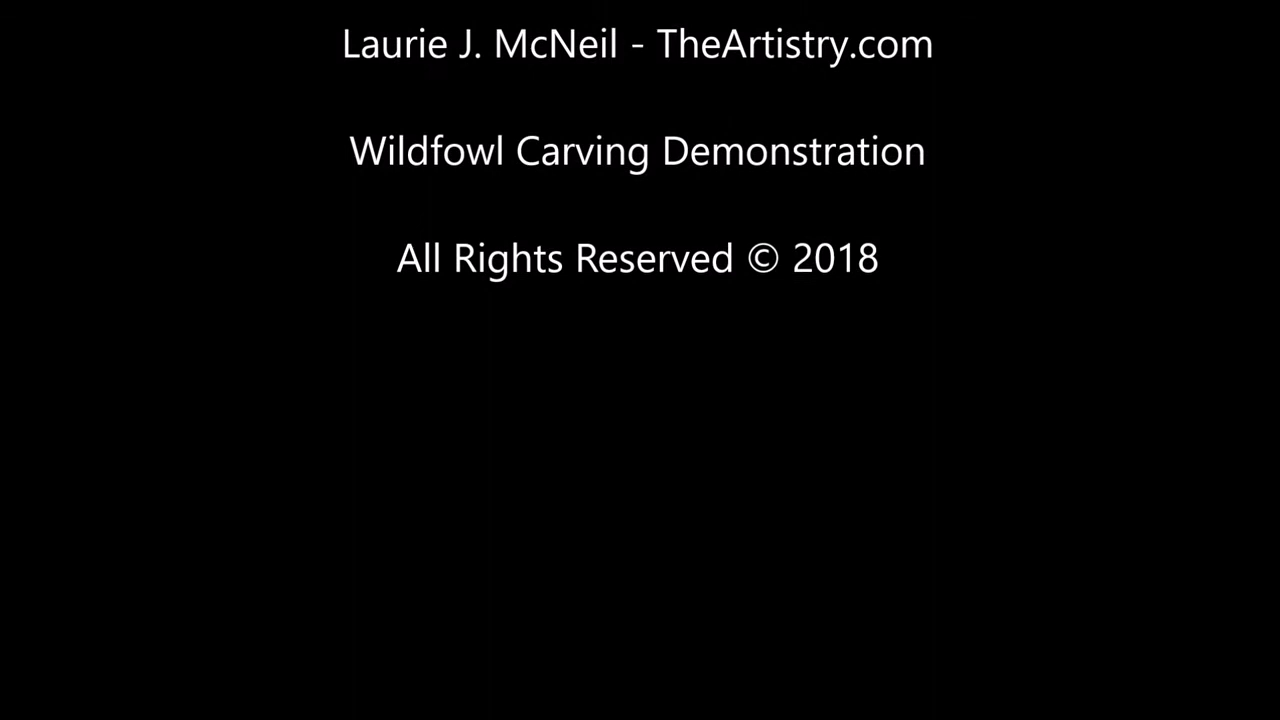 Laurie J. McNeil - TheArtistry.com
Wildfowl Carving Demonstration
All Rights Reserved © 2018